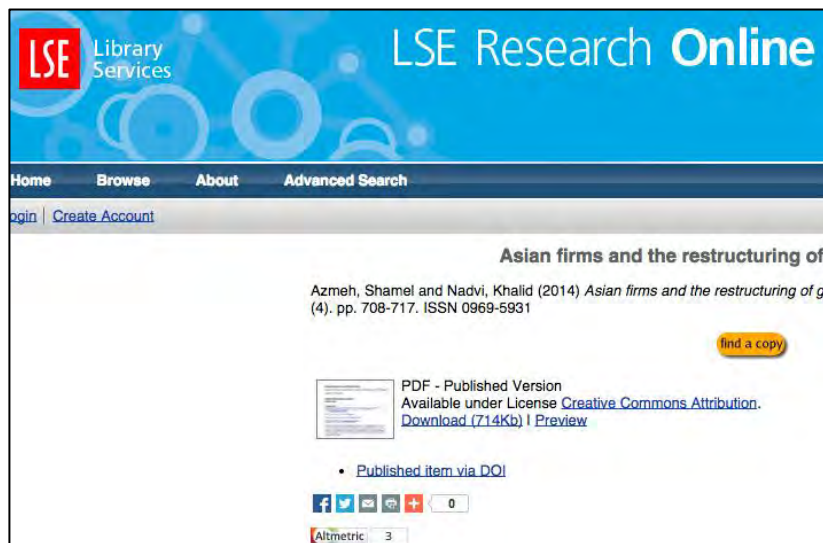 LSE
Library
Services
LSE Research Online
Home Browse About Advanced Search
ogin | Create Account
Asian firms and the restructuring of
Azmeh, Shamel and Nadvi, Khalid (2014) Asian firms and the restructuring of g
(4). pp. 708-717. ISSN 0969-5931
find a copy
PDF - Published Version
Available under License Creative Commons Attribution.
Download (714Kb) | Preview
• Published item via DOI
0
Altmetric 3